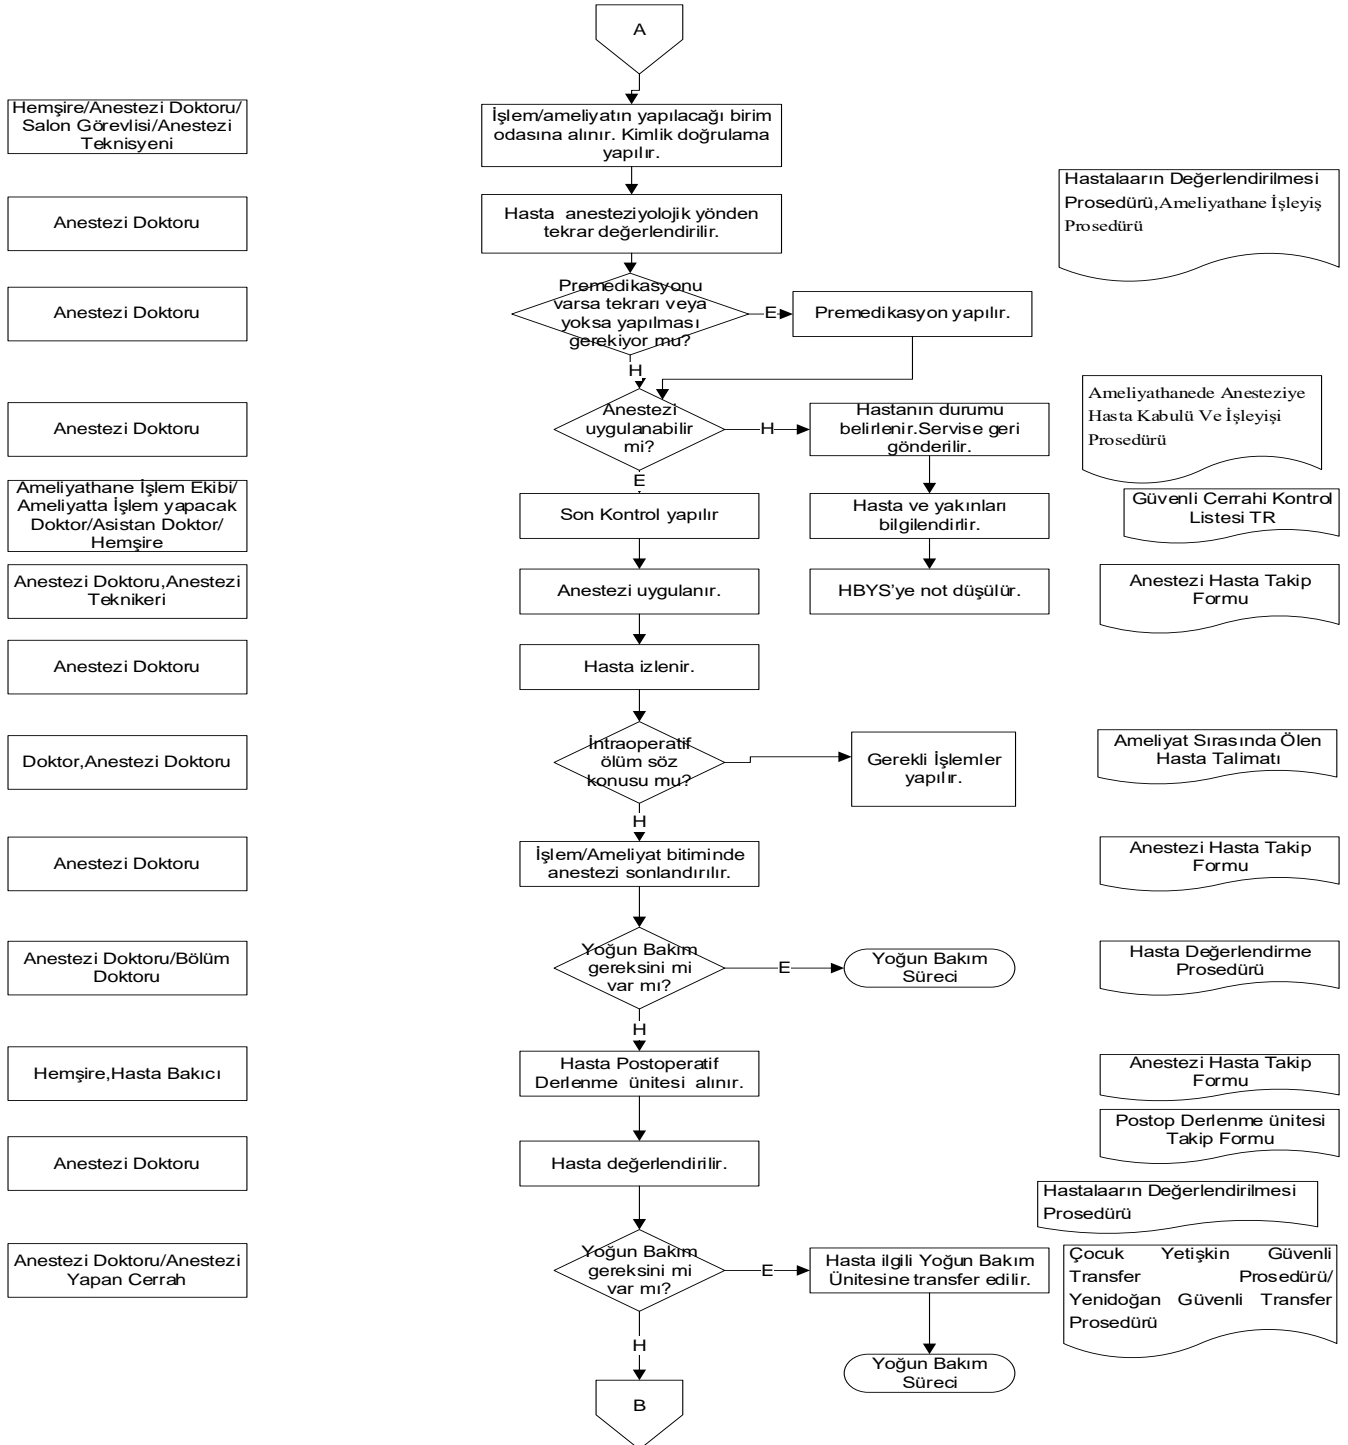 A
Hemşire/Anestezi Doktoru/
Salon Görevlisi/Anestezi
Teknisyeni
İşlem/ameliyatın yapılacağı birim
odasına alınır. Kimlik doğrulama
yapılır.
Anestezi Doktoru
Hasta anesteziyolojik yönden
tekrar değerlendirilir.
Hastalaarın Değerlendirilmesi
Prosedürü,Ameliyathane İşleyiş
Prosedürü
Anestezi Doktoru
Premedikasyonu
varsa tekrarı veya
yoksa yapılması
gerekiyor mu?
E
Premedikasyon yapılır.
H
Anestezi Doktoru
Anestezi
uygulanabilir
mi?
H
Hastanın durumu
belirlenir.Servise geri
gönderilir.
Ameliyathanede Anesteziye
Hasta Kabulü Ve İşleyişi
Prosedürü
E
Ameliyathane İşlem Ekibi/
Ameliyatta İşlem yapacak
Doktor/Asistan Doktor/
Hemşire
Son Kontrol yapılır
Hasta ve yakınları
bilgilendirlir.
Güvenli Cerrahi Kontrol
Listesi TR
Anestezi Doktoru,Anestezi
Teknikeri
Anestezi uygulanır.
HBYS’ye not düşülür.
Anestezi Hasta Takip
Formu
Anestezi Doktoru
Hasta izlenir.
Doktor,Anestezi Doktoru
İntraoperatif
ölüm söz
konusu mu?
Gerekli İşlemler
yapılır.
Ameliyat Sırasında Ölen
Hasta Talimatı
H
Anestezi Doktoru
İşlem/Ameliyat bitiminde
anestezi sonlandırılır.
Anestezi Hasta Takip
Formu
Anestezi Doktoru/Bölüm
Doktoru
Yoğun Bakım
gereksini mi
var mı?
E
Yoğun Bakım
Süreci
Hasta Değerlendirme
Prosedürü
H
Hemşire,Hasta Bakıcı
Hasta Postoperatif
Derlenme ünitesi alınır.
Anestezi Hasta Takip
Formu
Postop Derlenme ünitesi
Takip Formu
Anestezi Doktoru
Hasta değerlendirilir.
Hastalaarın Değerlendirilmesi
Prosedürü
Anestezi Doktoru/Anestezi
Yapan Cerrah
Yoğun Bakım
gereksini mi
var mı?
E
Hasta ilgili Yoğun Bakım
Ünitesine transfer edilir.
Çocuk Yetişkin Güvenli
Transfer Prosedürü/
Yenidoğan Güvenli Transfer
Prosedürü
H
Yoğun Bakım
Süreci
B